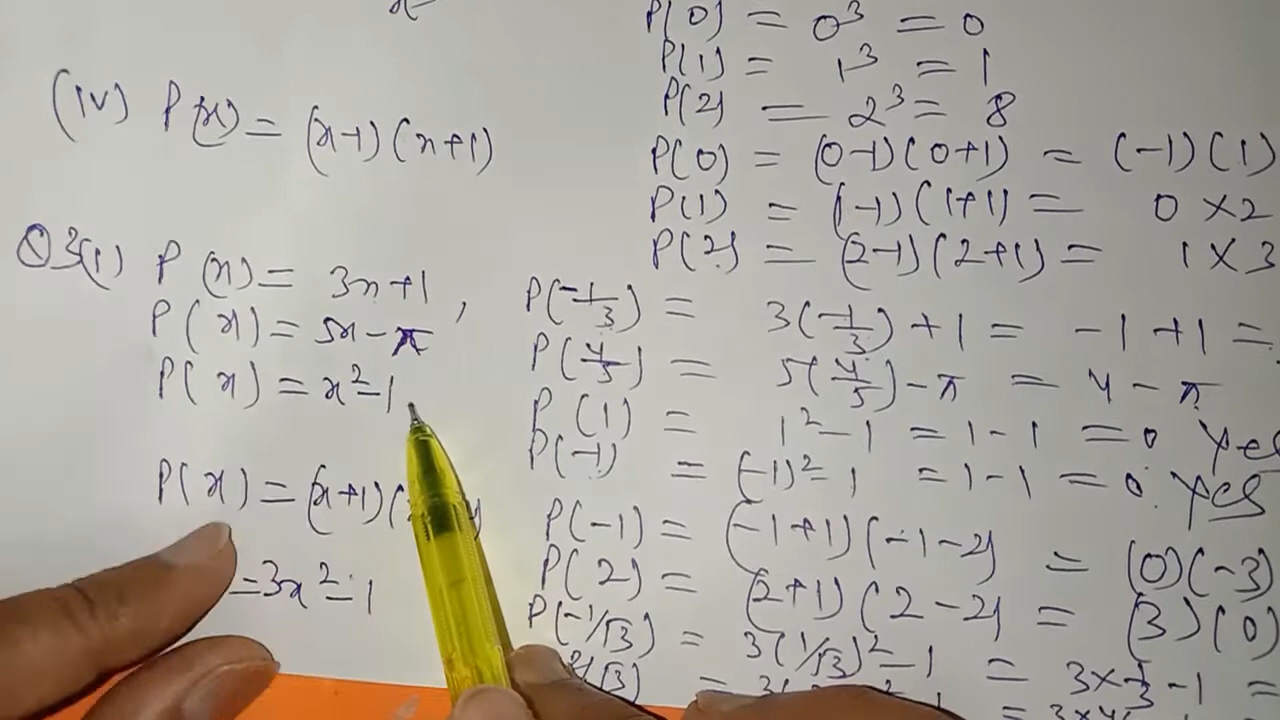 P(0) = 0³ = 0
P(1) = 1³ = 1
(iv) P(x) = (x-1)(x+1)
P(2) = 2³ = 8
P(0) = (0-1)(0+1) = (-1)(1)
P(1) = (1-1)(1+1) = 0 × 2
P(2) = (2-1)(2+1) = 1 × 3
Q3(i) P(x) = 3x+1, P(-1/3) = 3(-1/3) + 1 = -1 + 1 =
P(x) = 5x-π P(4/5) = 5(4/5) - π = 4 - π
P(x) = x²-1 P(1) = 1²-1 = 1-1 = 0 Yes
P(-1) = (-1)²-1 = 1-1 = 0. Yes
P(x) = (x+1)( P(-1) = (-1+1)(-1-2) = (0)(-3)
P(2) = (2+1)(2-2) = (3)(0)
=3x²-1 P(-1/√3) = 3(1/√3)²-1 = 3×1/3-1 =